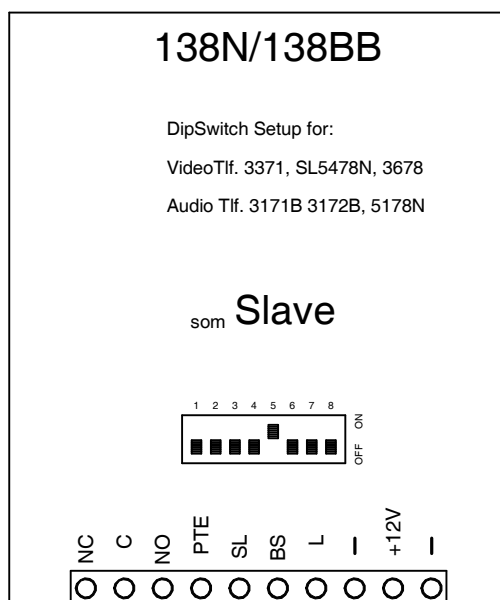 138N/138BB
DipSwitch Setup for:
VideoTlf. 3371, SL5478N, 3678
Audio Tlf. 3171B 3172B, 5178N
som Slave
1 2 3 4 5 6 7 8
ON
OFF
NC C NO PTE SL BS L — +12V —